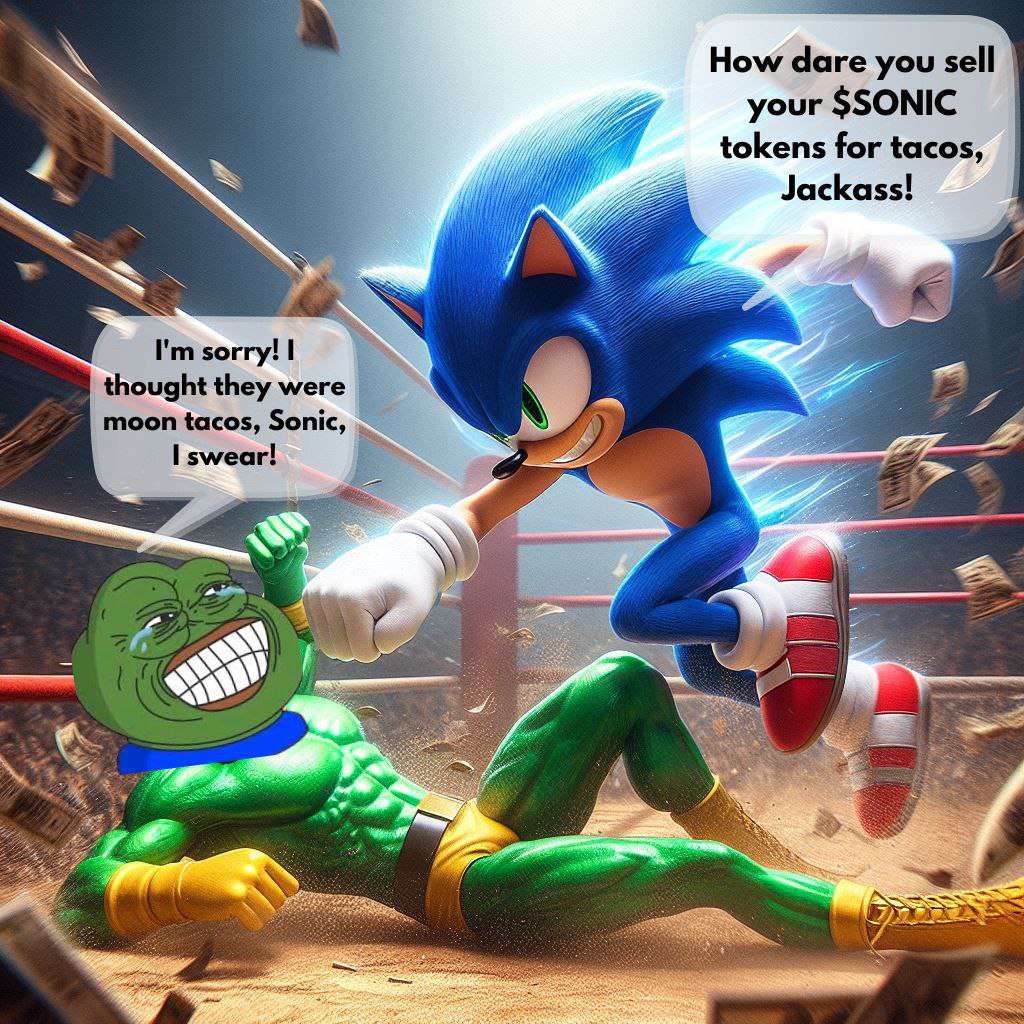 How dare you sell
your $SONIC
tokens for tacos,
Jackass!
I'm sorry! I
thought they were
moon tacos, Sonic,
I swear!